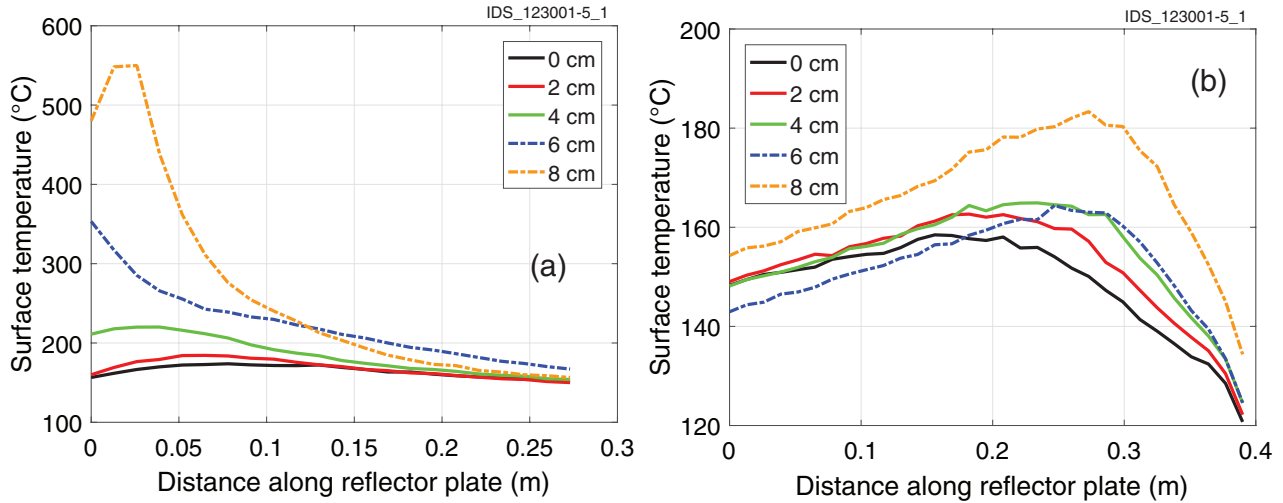 IDS_123001-5_1
600
500
400
300
200
100
0
0.05
0.1
0.15
0.2
0.25
0.3
Surface temperature (°C)
Distance along reflector plate (m)
0 cm
2 cm
4 cm
6 cm
8 cm
(a)
IDS_123001-5_1
200
180
160
140
120
0
0.1
0.2
0.3
0.4
Surface temperature (°C)
Distance along reflector plate (m)
0 cm
2 cm
4 cm
6 cm
8 cm
(b)